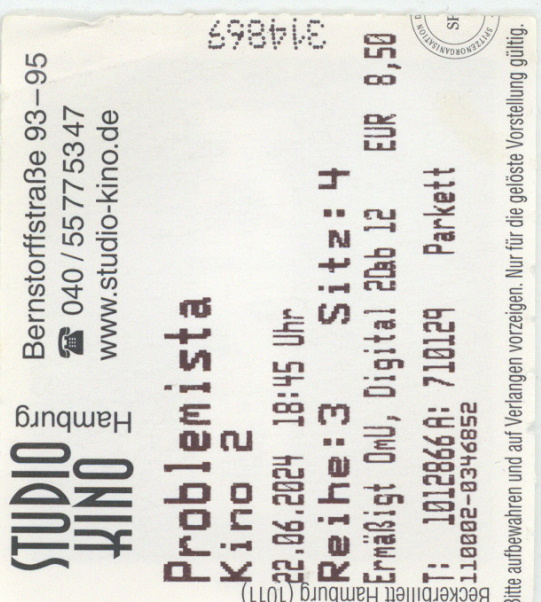 STUDIO
KINO
Hamburg
Bernstorffstraße 93–95
☎ 040 / 55 77 53 47
www.studio-kino.de
314869
Problemista
Kino 2
22.06.2024 18:45 Uhr
Reihe:3 Sitz:4
Ermäßigt OmU, Digital 2Dab 12 EUR 8,50
T: 1012866A: 710129 Parkett
110002-0346852
Beckerbillett Hamburg (1011)
Bitte aufbewahren und auf Verlangen vorzeigen. Nur für die gelöste Vorstellung gültig.
SPITZENORGANISATION